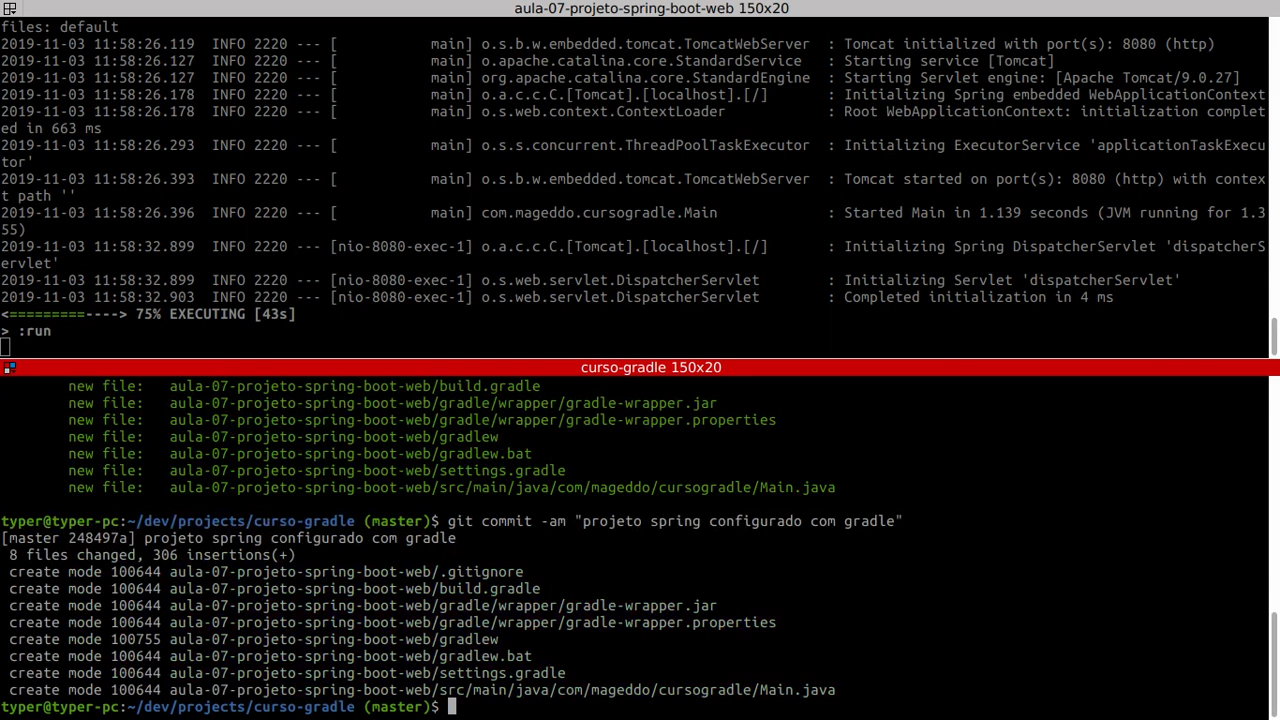 aula-07-projeto-spring-boot-web 150x20
files: default
2019-11-03 11:58:26.119  INFO 2220 --- [           main] o.s.b.w.embedded.tomcat.TomcatWebServer  : Tomcat initialized with port(s): 8080 (http)
2019-11-03 11:58:26.127  INFO 2220 --- [           main] o.apache.catalina.core.StandardService   : Starting service [Tomcat]
2019-11-03 11:58:26.127  INFO 2220 --- [           main] org.apache.catalina.core.StandardEngine  : Starting Servlet engine: [Apache Tomcat/9.0.27]
2019-11-03 11:58:26.178  INFO 2220 --- [           main] o.a.c.c.C.[Tomcat].[localhost].[/]       : Initializing Spring embedded WebApplicationContext
2019-11-03 11:58:26.178  INFO 2220 --- [           main] o.s.web.context.ContextLoader            : Root WebApplicationContext: initialization complet
ed in 663 ms
2019-11-03 11:58:26.293  INFO 2220 --- [           main] o.s.s.concurrent.ThreadPoolTaskExecutor  : Initializing ExecutorService 'applicationTaskExecu
tor'
2019-11-03 11:58:26.393  INFO 2220 --- [           main] o.s.b.w.embedded.tomcat.TomcatWebServer  : Tomcat started on port(s): 8080 (http) with contex
t path ''
2019-11-03 11:58:26.396  INFO 2220 --- [           main] com.mageddo.cursogradle.Main             : Started Main in 1.139 seconds (JVM running for 1.3
55)
2019-11-03 11:58:32.899  INFO 2220 --- [nio-8080-exec-1] o.a.c.c.C.[Tomcat].[localhost].[/]       : Initializing Spring DispatcherServlet 'dispatcherS
ervlet'
2019-11-03 11:58:32.899  INFO 2220 --- [nio-8080-exec-1] o.s.web.servlet.DispatcherServlet        : Initializing Servlet 'dispatcherServlet'
2019-11-03 11:58:32.903  INFO 2220 --- [nio-8080-exec-1] o.s.web.servlet.DispatcherServlet        : Completed initialization in 4 ms
<=========----> 75% EXECUTING [43s]
> :run
curso-gradle 150x20
new file:   aula-07-projeto-spring-boot-web/build.gradle
new file:   aula-07-projeto-spring-boot-web/gradle/wrapper/gradle-wrapper.jar
new file:   aula-07-projeto-spring-boot-web/gradle/wrapper/gradle-wrapper.properties
new file:   aula-07-projeto-spring-boot-web/gradlew
new file:   aula-07-projeto-spring-boot-web/gradlew.bat
new file:   aula-07-projeto-spring-boot-web/settings.gradle
new file:   aula-07-projeto-spring-boot-web/src/main/java/com/mageddo/cursogradle/Main.java
typer@typer-pc:~/dev/projects/curso-gradle (master)$ git commit -am "projeto spring configurado com gradle"
[master 248497a] projeto spring configurado com gradle
8 files changed, 306 insertions(+)
create mode 100644 aula-07-projeto-spring-boot-web/.gitignore
create mode 100644 aula-07-projeto-spring-boot-web/build.gradle
create mode 100644 aula-07-projeto-spring-boot-web/gradle/wrapper/gradle-wrapper.jar
create mode 100644 aula-07-projeto-spring-boot-web/gradle/wrapper/gradle-wrapper.properties
create mode 100755 aula-07-projeto-spring-boot-web/gradlew
create mode 100644 aula-07-projeto-spring-boot-web/gradlew.bat
create mode 100644 aula-07-projeto-spring-boot-web/settings.gradle
create mode 100644 aula-07-projeto-spring-boot-web/src/main/java/com/mageddo/cursogradle/Main.java
typer@typer-pc:~/dev/projects/curso-gradle (master)$